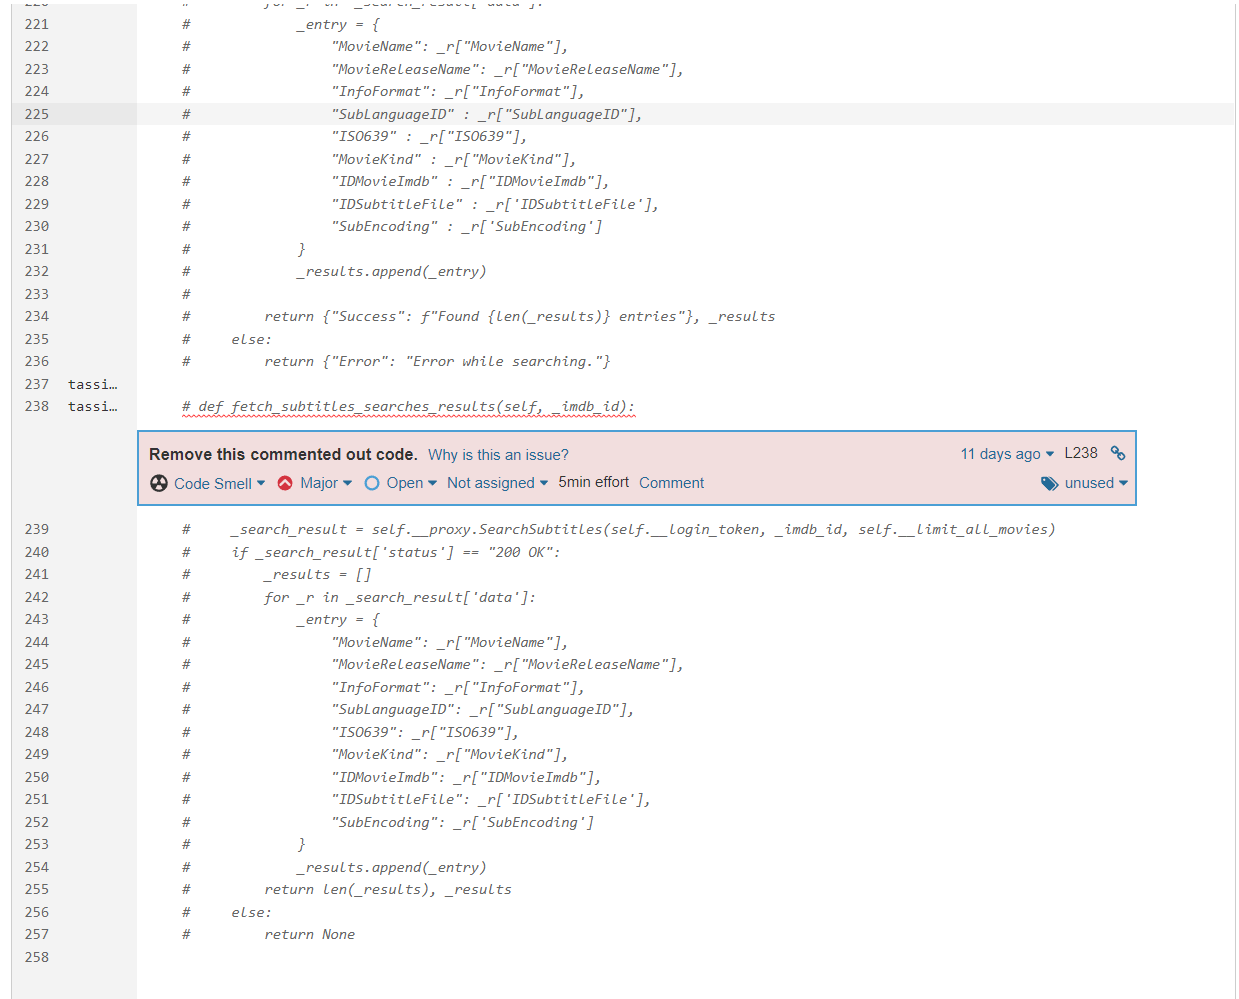 220 # for _r in _search_result['data']:
221 # _entry = {
222 # "MovieName": _r["MovieName"],
223 # "MovieReleaseName": _r["MovieReleaseName"],
224 # "InfoFormat": _r["InfoFormat"],
225 # "SubLanguageID" : _r["SubLanguageID"],
226 # "ISO639" : _r["ISO639"],
227 # "MovieKind" : _r["MovieKind"],
228 # "IDMovieImdb" : _r["IDMovieImdb"],
229 # "IDSubtitleFile" : _r['IDSubtitleFile'],
230 # "SubEncoding" : _r['SubEncoding']
231 # }
232 # _results.append(_entry)
233 #
234 # return {"Success": f"Found {len(_results)} entries"}, _results
235 # else:
236 # return {"Error": "Error while searching."}
237 tassi…
238 tassi… # def fetch_subtitles_searches_results(self, _imdb_id):
Remove this commented out code. Why is this an issue? 11 days ago L238
Code Smell Major Open Not assigned 5min effort Comment unused
239 # _search_result = self.__proxy.SearchSubtitles(self.__login_token, _imdb_id, self.__limit_all_movies)
240 # if _search_result['status'] == "200 OK":
241 # _results = []
242 # for _r in _search_result['data']:
243 # _entry = {
244 # "MovieName": _r["MovieName"],
245 # "MovieReleaseName": _r["MovieReleaseName"],
246 # "InfoFormat": _r["InfoFormat"],
247 # "SubLanguageID": _r["SubLanguageID"],
248 # "ISO639": _r["ISO639"],
249 # "MovieKind": _r["MovieKind"],
250 # "IDMovieImdb": _r["IDMovieImdb"],
251 # "IDSubtitleFile": _r['IDSubtitleFile'],
252 # "SubEncoding": _r['SubEncoding']
253 # }
254 # _results.append(_entry)
255 # return len(_results), _results
256 # else:
257 # return None
258